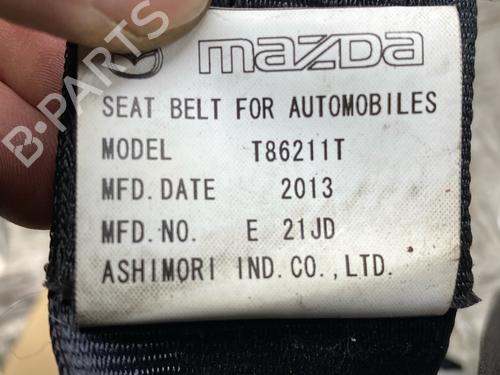 mazda
SEAT BELT FOR AUTOMOBILES
MODEL T86211T
MFD. DATE 2013
MFD. NO. E 21JD
ASHIMORI IND. CO., LTD.
B-PARTS